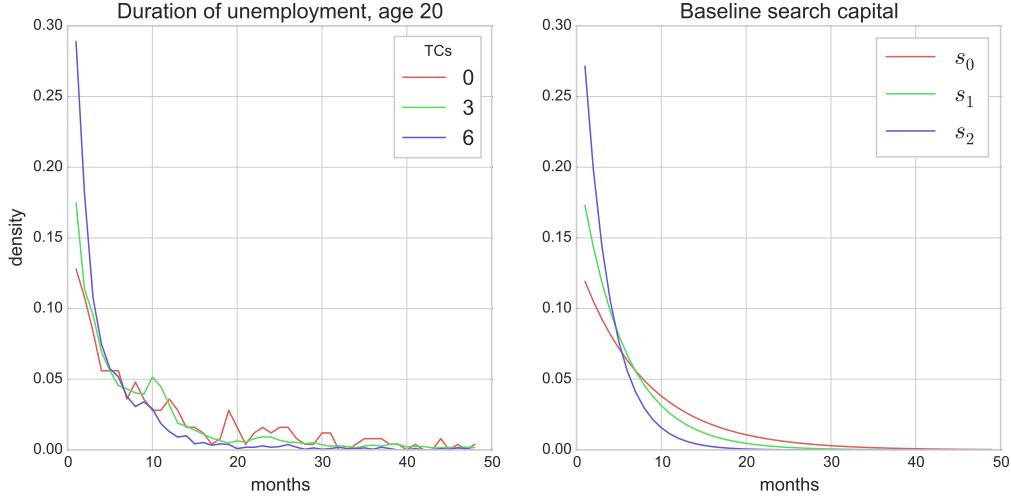 Duration of unemployment, age 20
0.30
0.25
0.20
0.15
0.10
0.05
0.00
density
0 10 20 30 40 50
months
TCs
0
3
6
Baseline search capital
0.30
0.25
0.20
0.15
0.10
0.05
0.00
0 10 20 30 40 50
months
s₀
s₁
s₂